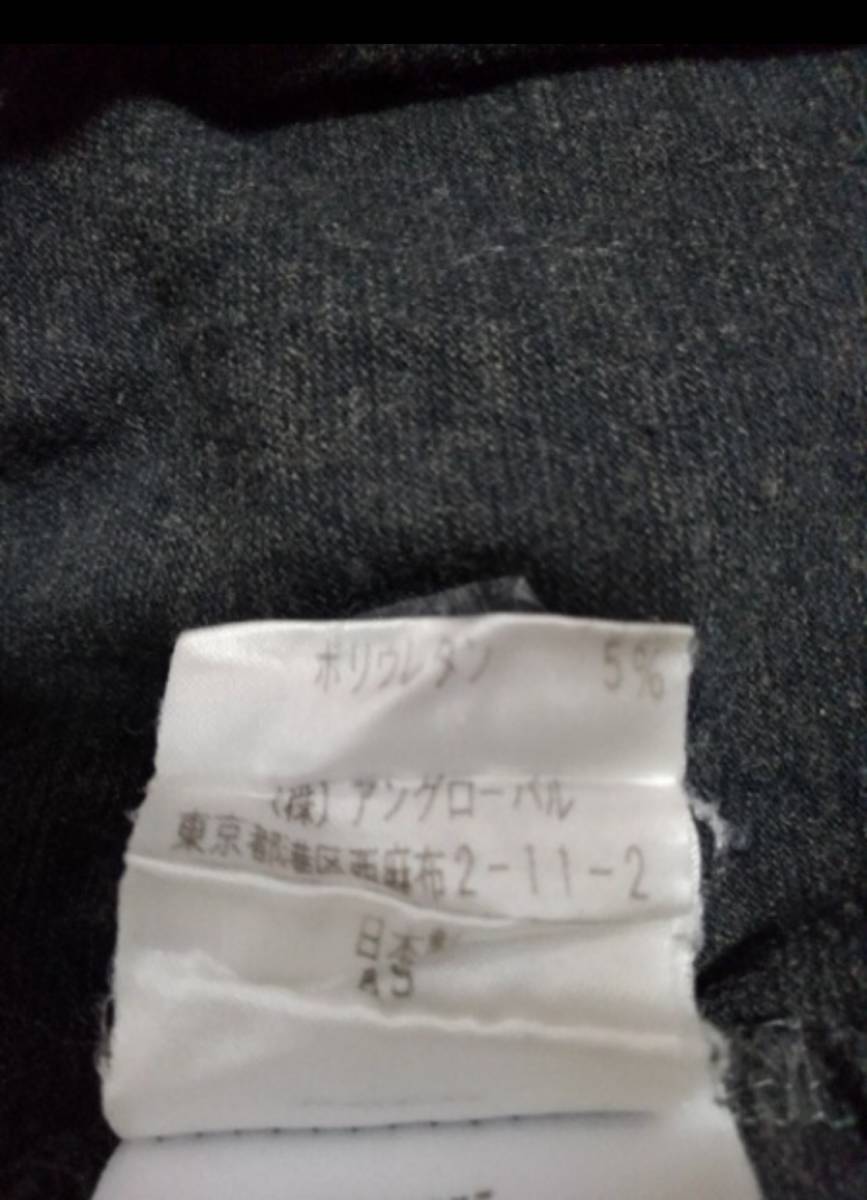 ポリウレタン 5%
(株) アングローバル
東京都港区西麻布2-11-2
日本製
AS